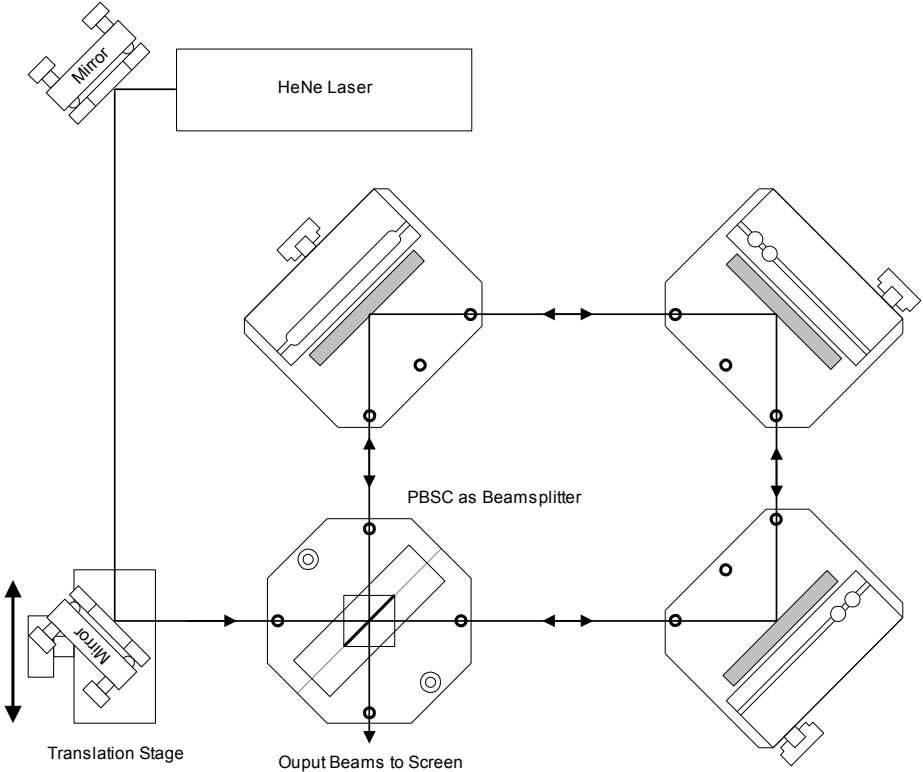 Mirror
HeNe Laser
PBSC as Beamsplitter
Mirror
Translation Stage
Ouput Beams to Screen